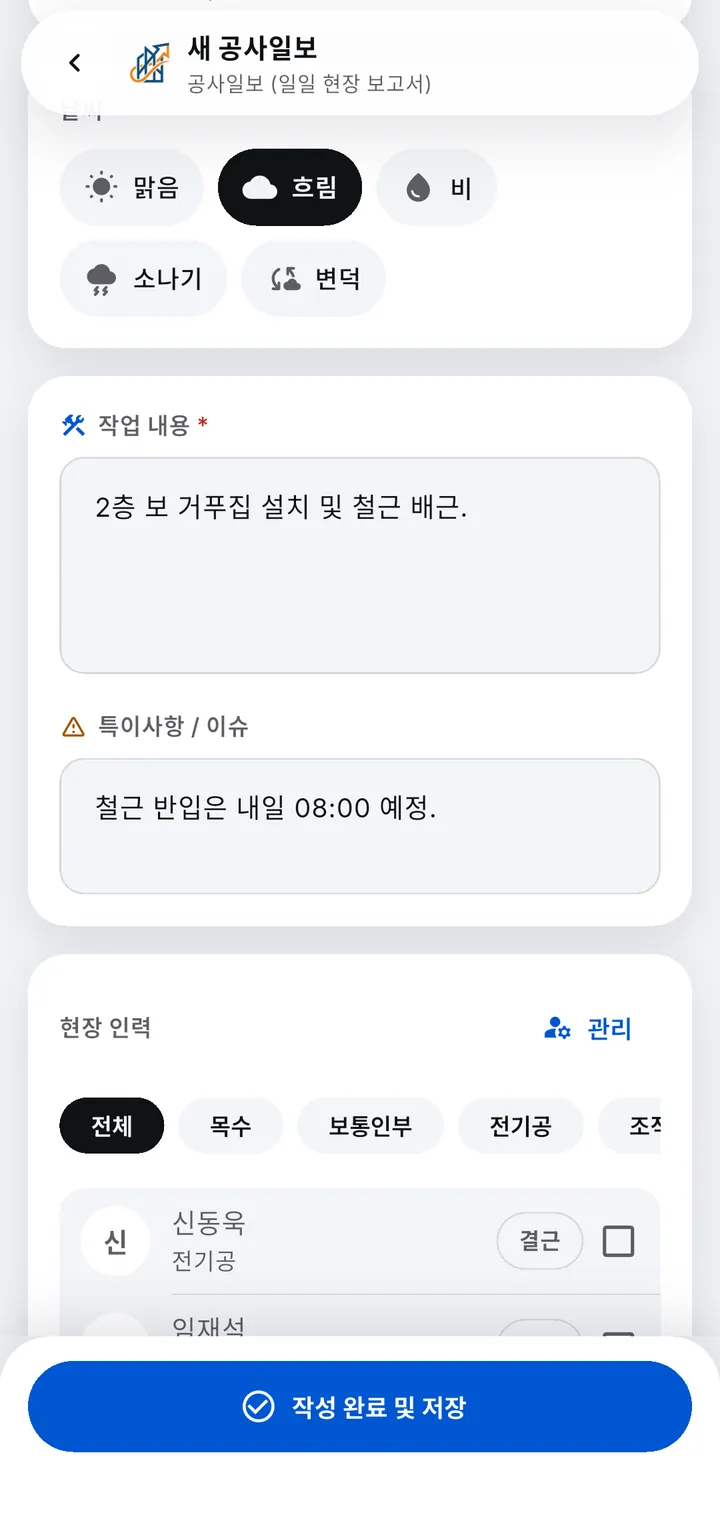 새 공사일보
공사일보 (일일 현장 보고서)
날씨
맑음
흐림
비
소나기
변덕
작업 내용 *
2층 보 거푸집 설치 및 철근 배근.
특이사항 / 이슈
철근 반입은 내일 08:00 예정.
현장 인력
관리
전체
목수
보통인부
전기공
신
신동욱
전기공
결근
임재석
작성 완료 및 저장